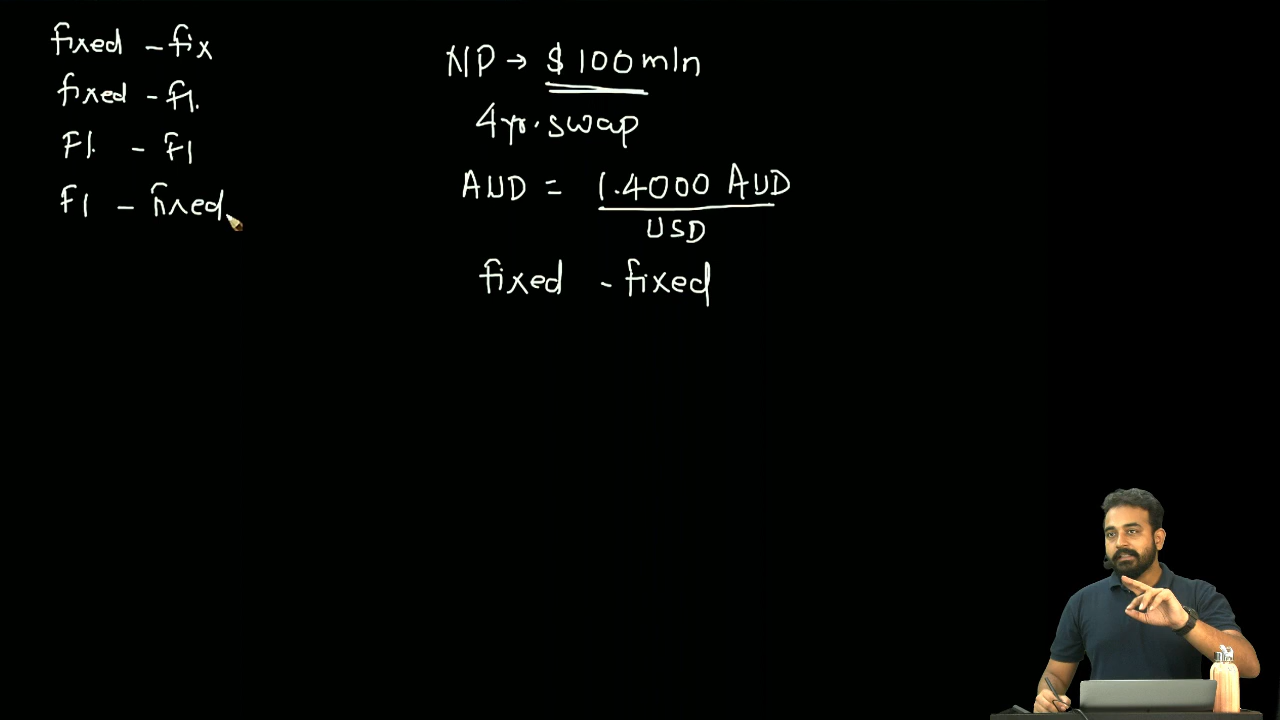 fixed - fix
fixed - fl.
Fl. - Fl
Fl - fixed
NP → $100 mln
4yr. swap
AUD = 1.4000 AUD
USD
fixed - fixed